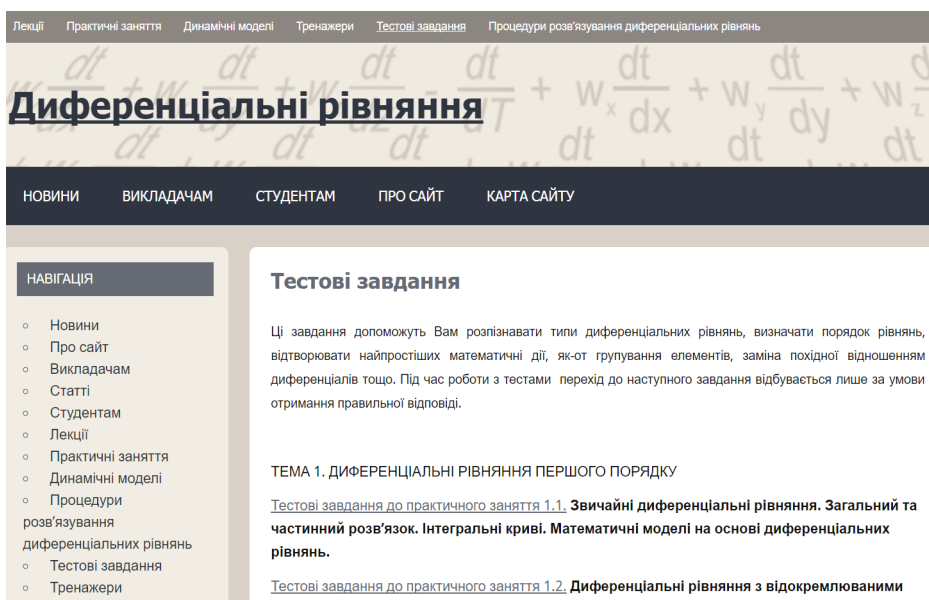 Лекції Практичні заняття Динамічні моделі Тренажери Тестові завдання Процедури розв'язування диференціальних рівнянь
Диференціальні рівняння
НОВИНИ ВИКЛАДАЧАМ СТУДЕНТАМ ПРО САЙТ КАРТА САЙТУ
НАВІГАЦІЯ
Новини
Про сайт
Викладачам
Статті
Студентам
Лекції
Практичні заняття
Динамічні моделі
Процедури
розв'язування
диференціальних рівнянь
Тестові завдання
Тренажери
Тестові завдання
Ці завдання допоможуть Вам розпізнавати типи диференціальних рівнянь, визначати порядок рівнянь,
відтворювати найпростіших математичні дії, як-от групування елементів, заміна похідної відношенням
диференціалів тощо. Під час роботи з тестами перехід до наступного завдання відбувається лише за умови
отримання правильної відповіді.
ТЕМА 1. ДИФЕРЕНЦІАЛЬНІ РІВНЯННЯ ПЕРШОГО ПОРЯДКУ
Тестові завдання до практичного заняття 1.1. Звичайні диференціальні рівняння. Загальний та
частинний розв'язок. Інтегральні криві. Математичні моделі на основі диференціальних
рівнянь.
Тестові завдання до практичного заняття 1.2. Диференціальні рівняння з відокремлюваними